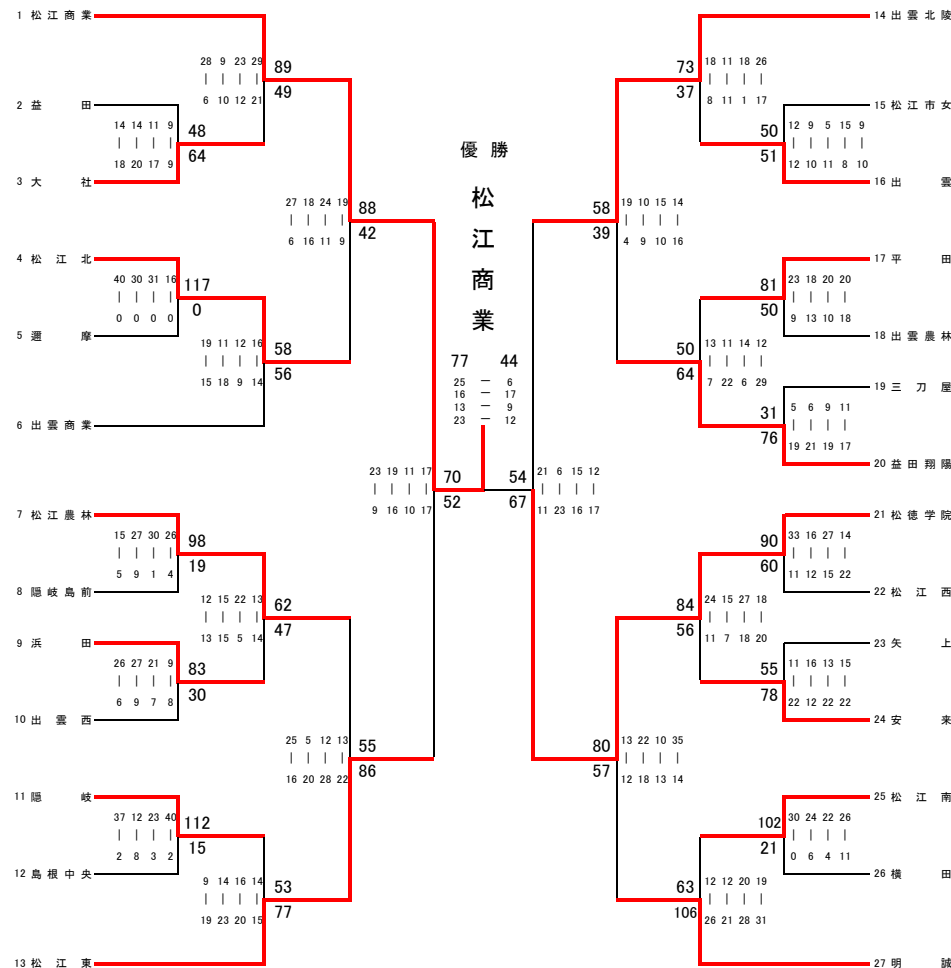 1 松江商業
28 9 23 29
| | | |
6 10 12 21
89
49
2 益田
14 14 11 9
| | | |
18 20 17 9
48
64
3 大社
27 18 24 19
| | | |
6 16 11 9
88
42
4 松江北
40 30 31 16
| | | |
0 0 0 0
117
0
5 邇摩
19 11 12 16
| | | |
15 18 9 14
58
56
6 出雲商業
23 19 11 17
| | | |
9 16 10 17
70
52
7 松江農林
15 27 30 26
| | | |
5 9 1 4
98
19
8 隠岐島前
12 15 22 13
| | | |
13 15 5 14
62
47
9 浜田
26 27 21 9
| | | |
6 9 7 8
83
30
10 出雲西
25 5 12 13
| | | |
16 20 28 22
55
86
11 隠岐
37 12 23 40
| | | |
2 8 3 2
112
15
12 島根中央
9 14 16 14
| | | |
19 23 20 15
53
77
13 松江東
優勝
松江商業
77 44
25 — 6
16 — 17
13 — 9
23 — 12
14 出雲北陵
73
37
18 11 18 26
| | | |
8 11 1 17
15 松江市女
50
51
12 9 5 15 9
| | | | |
12 10 11 8 10
16 出雲
58
39
19 10 15 14
| | | |
4 9 10 16
17 平田
81
50
23 18 20 20
| | | |
9 13 10 18
18 出雲農林
50
64
13 11 14 12
| | | |
7 22 6 29
19 三刀屋
31
76
5 6 9 11
| | | |
19 21 19 17
20 益田翔陽
54
67
21 6 15 12
| | | |
11 23 16 17
21 松徳学院
90
60
33 16 27 14
| | | |
11 12 15 22
22 松江西
84
56
24 15 27 18
| | | |
11 7 18 20
23 矢上
55
78
11 16 13 15
| | | |
22 12 22 22
24 安来
80
57
13 22 10 35
| | | |
12 18 13 14
25 松江南
102
21
30 24 22 26
| | | |
0 6 4 11
26 横田
63
106
12 12 20 19
| | | |
26 21 28 31
27 明誠